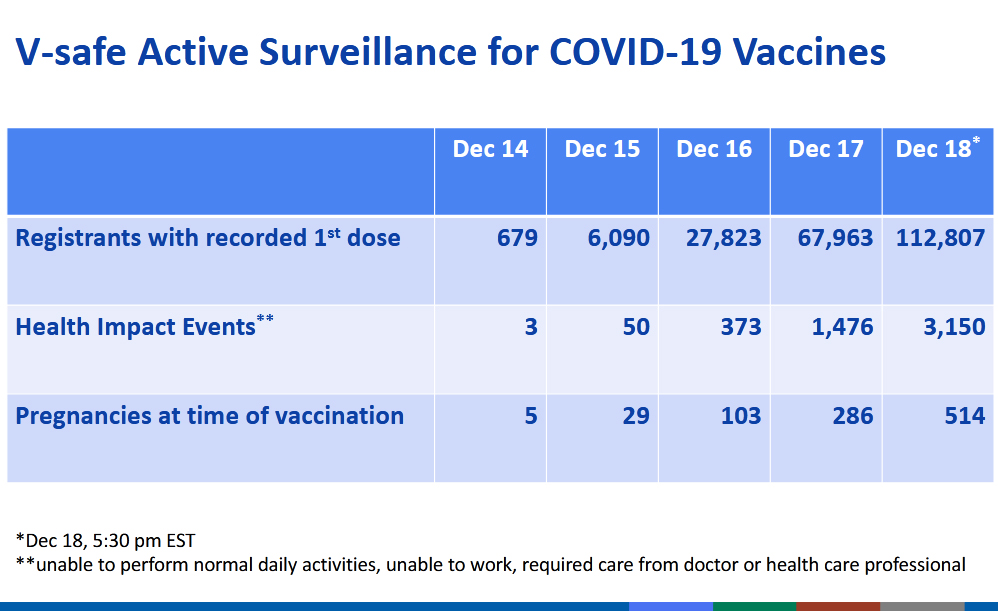 V-safe Active Surveillance for COVID-19 Vaccines
Dec 14 Dec 15 Dec 16 Dec 17 Dec 18*
Registrants with recorded 1st dose 679 6,090 27,823 67,963 112,807
Health Impact Events** 3 50 373 1,476 3,150
Pregnancies at time of vaccination 5 29 103 286 514
*Dec 18, 5:30 pm EST
**unable to perform normal daily activities, unable to work, required care from doctor or health care professional